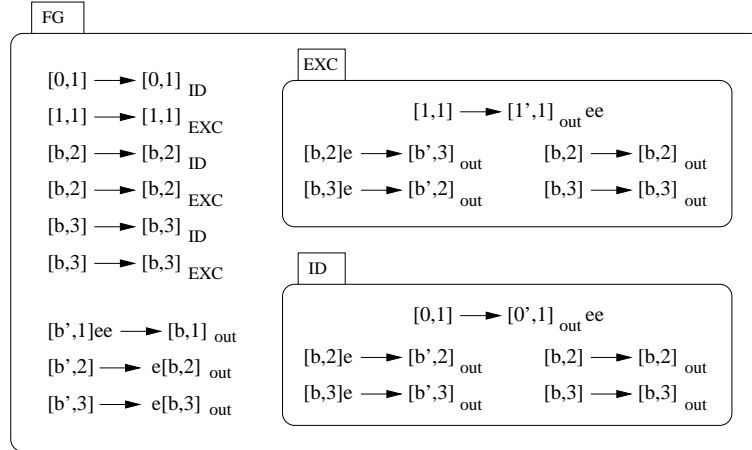 FG
[0,1] → [0,1] ID
[1,1] → [1,1] EXC
[b,2] → [b,2] ID
[b,2] → [b,2] EXC
[b,3] → [b,3] ID
[b,3] → [b,3] EXC
[b',1]ee → [b,1] out
[b',2] → e[b,2] out
[b',3] → e[b,3] out
EXC
[1,1] → [1',1] out ee
[b,2]e → [b',3] out [b,2] → [b,2] out
[b,3]e → [b',2] out [b,3] → [b,3] out
ID
[0,1] → [0',1] out ee
[b,2]e → [b',2] out [b,2] → [b,2] out
[b,3]e → [b',3] out [b,3] → [b,3] out